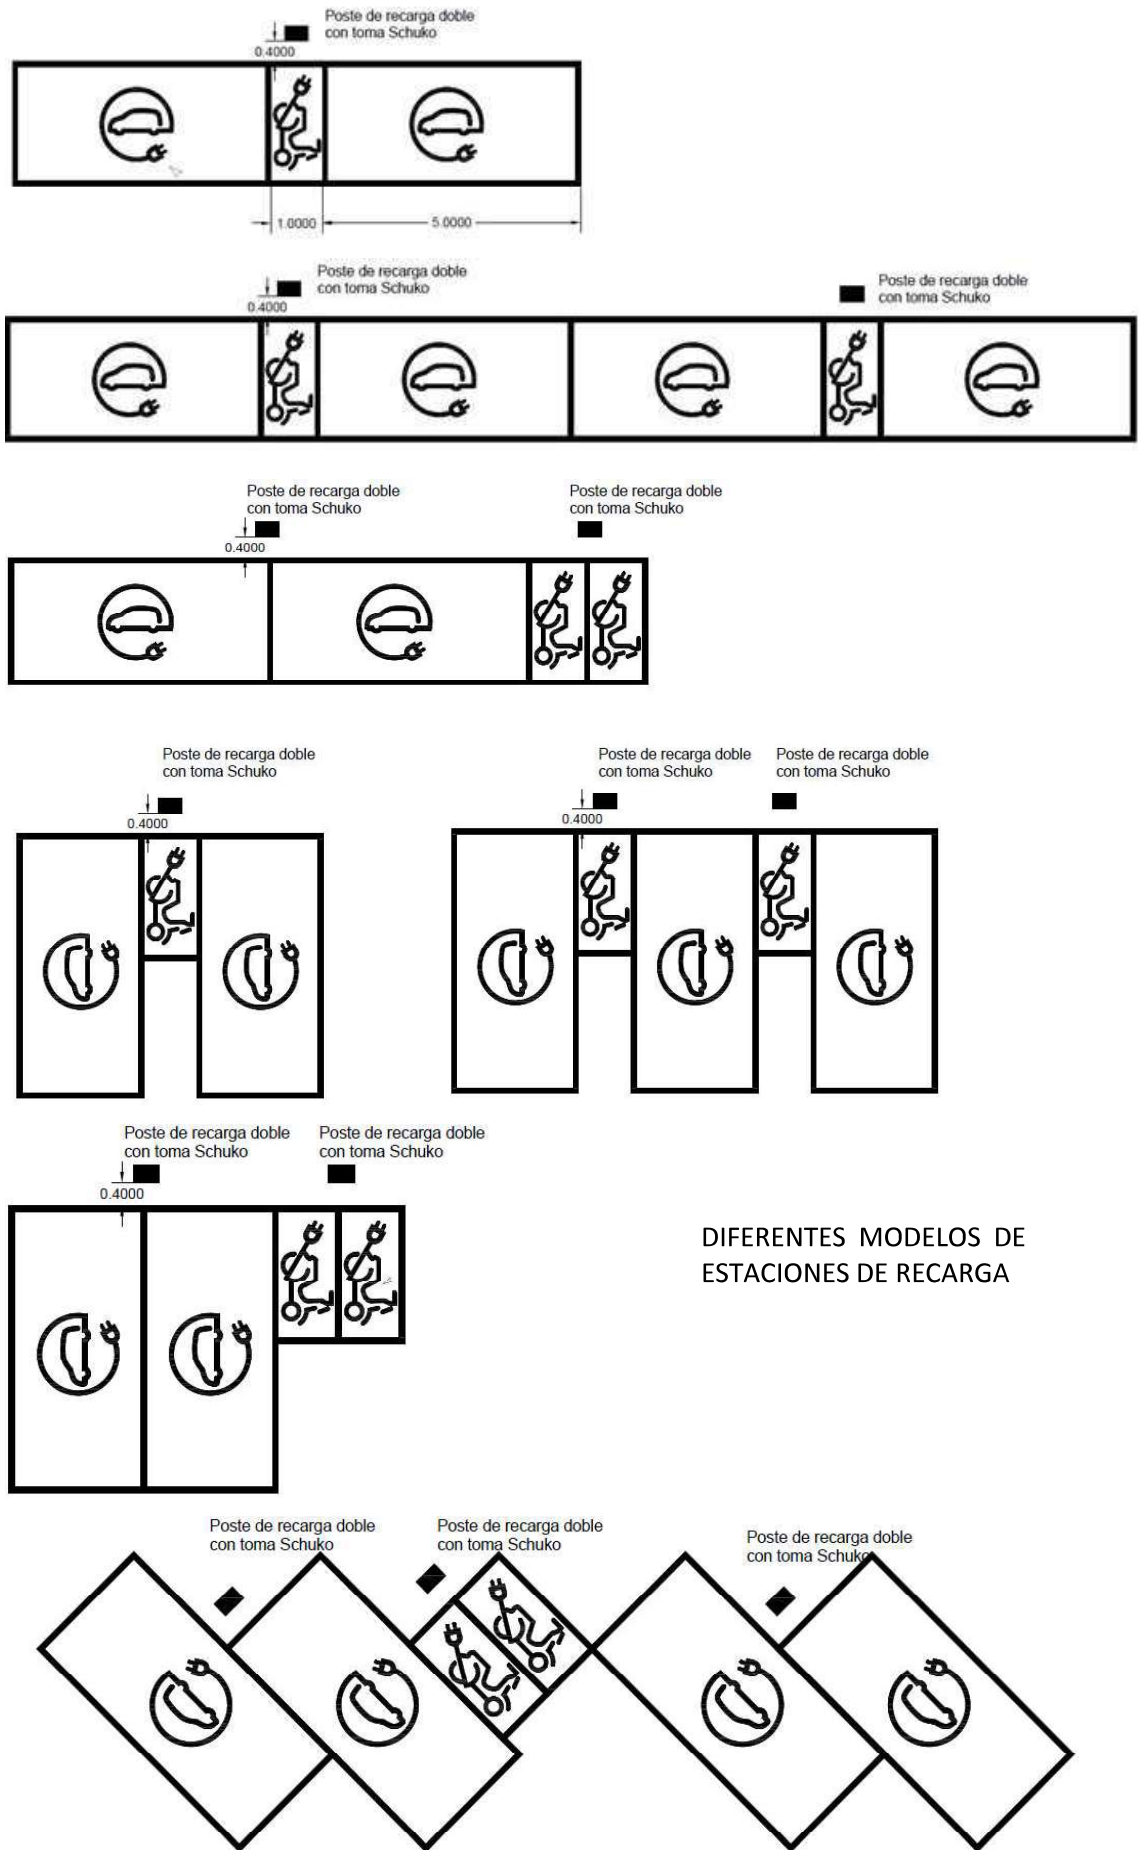 Poste de recarga doble
con toma Schuko
0.4000
1.0000
5.0000
Poste de recarga doble
con toma Schuko
0.4000
Poste de recarga doble
con toma Schuko
Poste de recarga doble
con toma Schuko
0.4000
Poste de recarga doble
con toma Schuko
Poste de recarga doble
con toma Schuko
0.4000
Poste de recarga doble
con toma Schuko
0.4000
Poste de recarga doble
con toma Schuko
Poste de recarga doble
con toma Schuko
0.4000
Poste de recarga doble
con toma Schuko
DIFERENTES MODELOS DE
ESTACIONES DE RECARGA
Poste de recarga doble
con toma Schuko
Poste de recarga doble
con toma Schuko
Poste de recarga doble
con toma Schuko